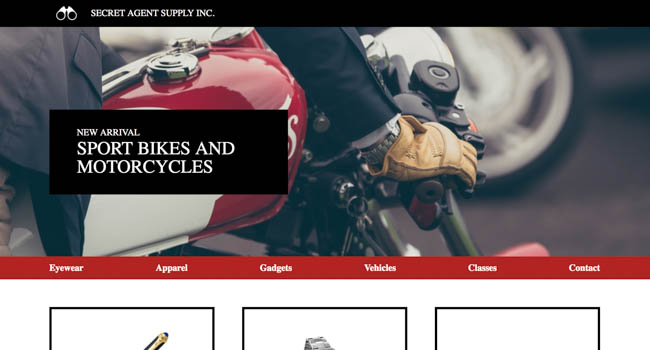 SECRET AGENT SUPPLY INC.
NEW ARRIVAL
SPORT BIKES AND
MOTORCYCLES
Eyewear Apparel Gadgets Vehicles Classes Contact